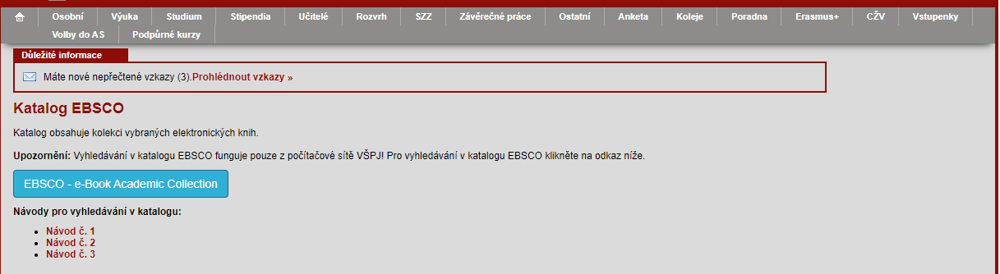 Osobní Výuka Studium Stipendia Učitelé Rozvrh SZZ Závěrečné práce Ostatní Anketa Koleje Poradna Erasmus+ CŽV Vstupenky
Volby do AS Podpůrné kurzy
Důležité informace
Máte nové nepřečtené vzkazy (3).Prohlédnout vzkazy »
Katalog EBSCO
Katalog obsahuje kolekci vybraných elektronických knih.
Upozornění: Vyhledávání v katalogu EBSCO funguje pouze z počítačové sítě VŠPJ! Pro vyhledávání v katalogu EBSCO klikněte na odkaz níže.
EBSCO - e-Book Academic Collection
Návody pro vyhledávání v katalogu:
Návod č. 1
Návod č. 2
Návod č. 3